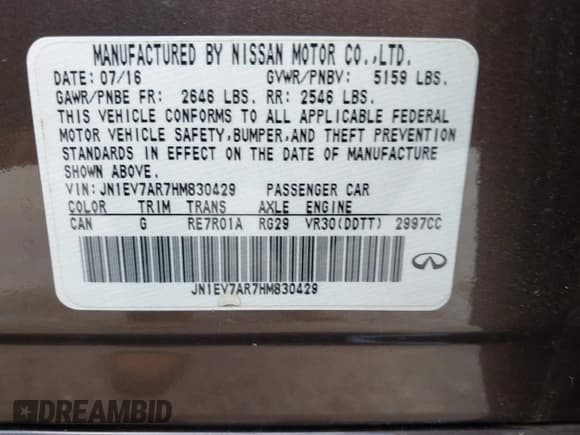 MANUFACTURED BY NISSAN MOTOR CO.,LTD.
DATE: 07/16 GVWR/PNBV: 5159 LBS.
GAWR/PNBE FR: 2646 LBS. RR: 2546 LBS.
THIS VEHICLE CONFORMS TO ALL APPLICABLE FEDERAL
MOTOR VEHICLE SAFETY,BUMPER,AND THEFT PREVENTION
STANDARDS IN EFFECT ON THE DATE OF MANUFACTURE
SHOWN ABOVE.
VIN:JN1EV7AR7HM830429 PASSENGER CAR
COLOR TRIM TRANS AXLE ENGINE
CAN G RE7R01A RG29 VR30(DDTT) 2997CC
JN1EV7AR7HM830429
DREAMBID